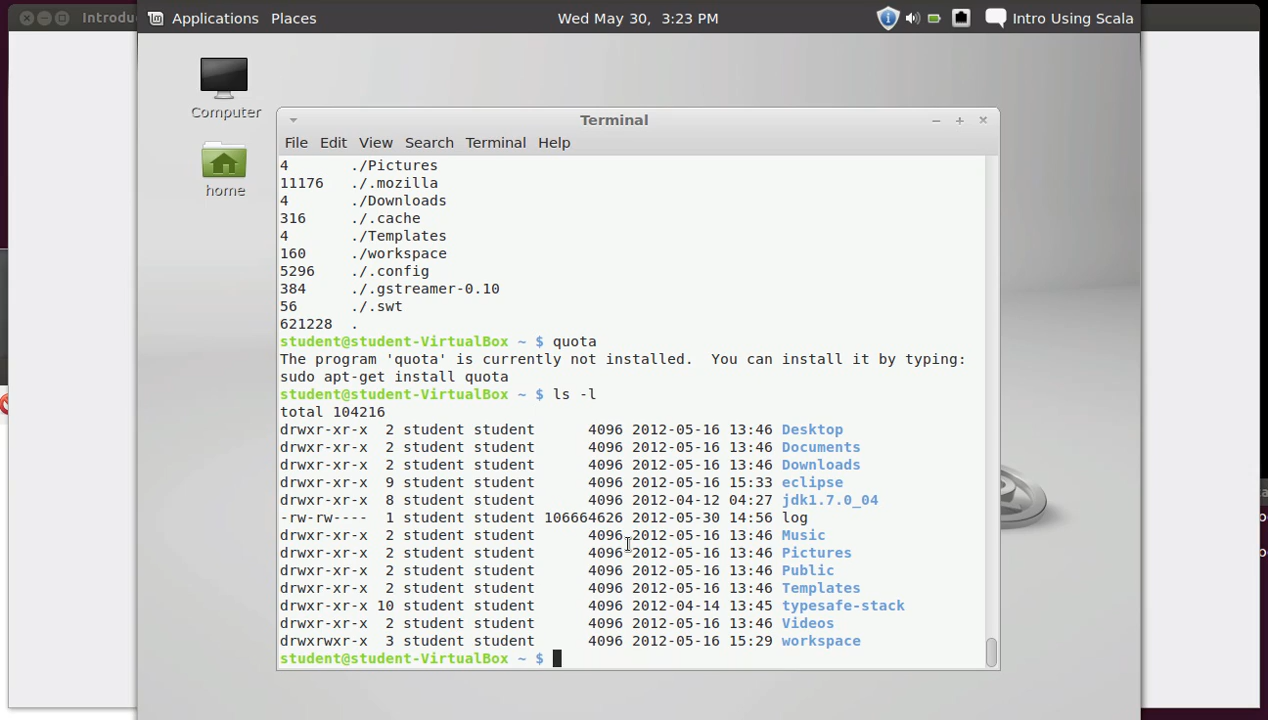 Introduc
Applications Places Wed May 30, 3:23 PM Intro Using Scala
Computer
home
Terminal
File Edit View Search Terminal Help
4 ./Pictures
11176 ./.mozilla
4 ./Downloads
316 ./.cache
4 ./Templates
160 ./workspace
5296 ./.config
384 ./.gstreamer-0.10
56 ./.swt
621228 .
student@student-VirtualBox ~ $ quota
The program 'quota' is currently not installed.  You can install it by typing:
sudo apt-get install quota
student@student-VirtualBox ~ $ ls -l
total 104216
drwxr-xr-x  2 student student      4096 2012-05-16 13:46 Desktop
drwxr-xr-x  2 student student      4096 2012-05-16 13:46 Documents
drwxr-xr-x  2 student student      4096 2012-05-16 13:46 Downloads
drwxr-xr-x  9 student student      4096 2012-05-16 15:33 eclipse
drwxr-xr-x  8 student student      4096 2012-04-12 04:27 jdk1.7.0_04
-rw-rw----  1 student student 106664626 2012-05-30 14:56 log
drwxr-xr-x  2 student student      4096 2012-05-16 13:46 Music
drwxr-xr-x  2 student student      4096 2012-05-16 13:46 Pictures
drwxr-xr-x  2 student student      4096 2012-05-16 13:46 Public
drwxr-xr-x  2 student student      4096 2012-05-16 13:46 Templates
drwxr-xr-x 10 student student      4096 2012-04-14 13:45 typesafe-stack
drwxr-xr-x  2 student student      4096 2012-05-16 13:46 Videos
drwxrwxr-x  3 student student      4096 2012-05-16 15:29 workspace
student@student-VirtualBox ~ $